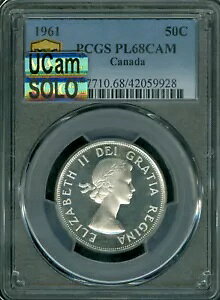 1961 50C
PCGS PL68CAM
Canada
UCam
SOLO
7710.68/42059928
ELIZABETH II DEI GRATIA REGINA